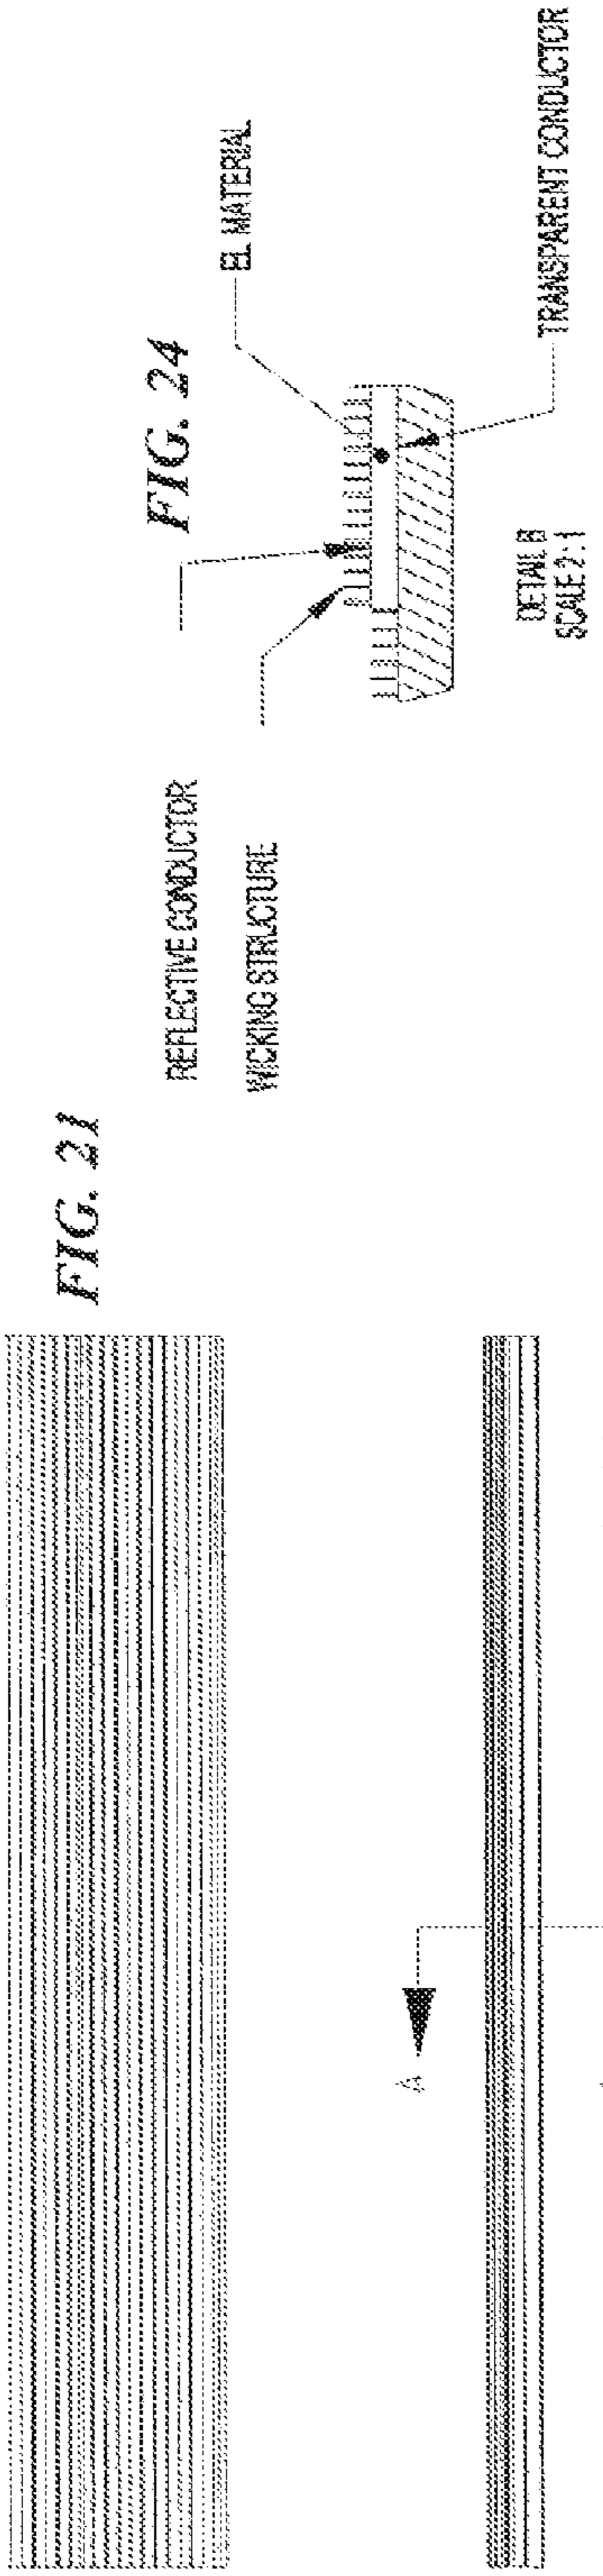 FIG. 21
FIG. 24
REFLECTIVE CONDUCTOR
WICKING STRUCTURE
EL MATERIAL
TRANSPARENT CONDUCTOR
DETAIL B
SCALE 2:1
A